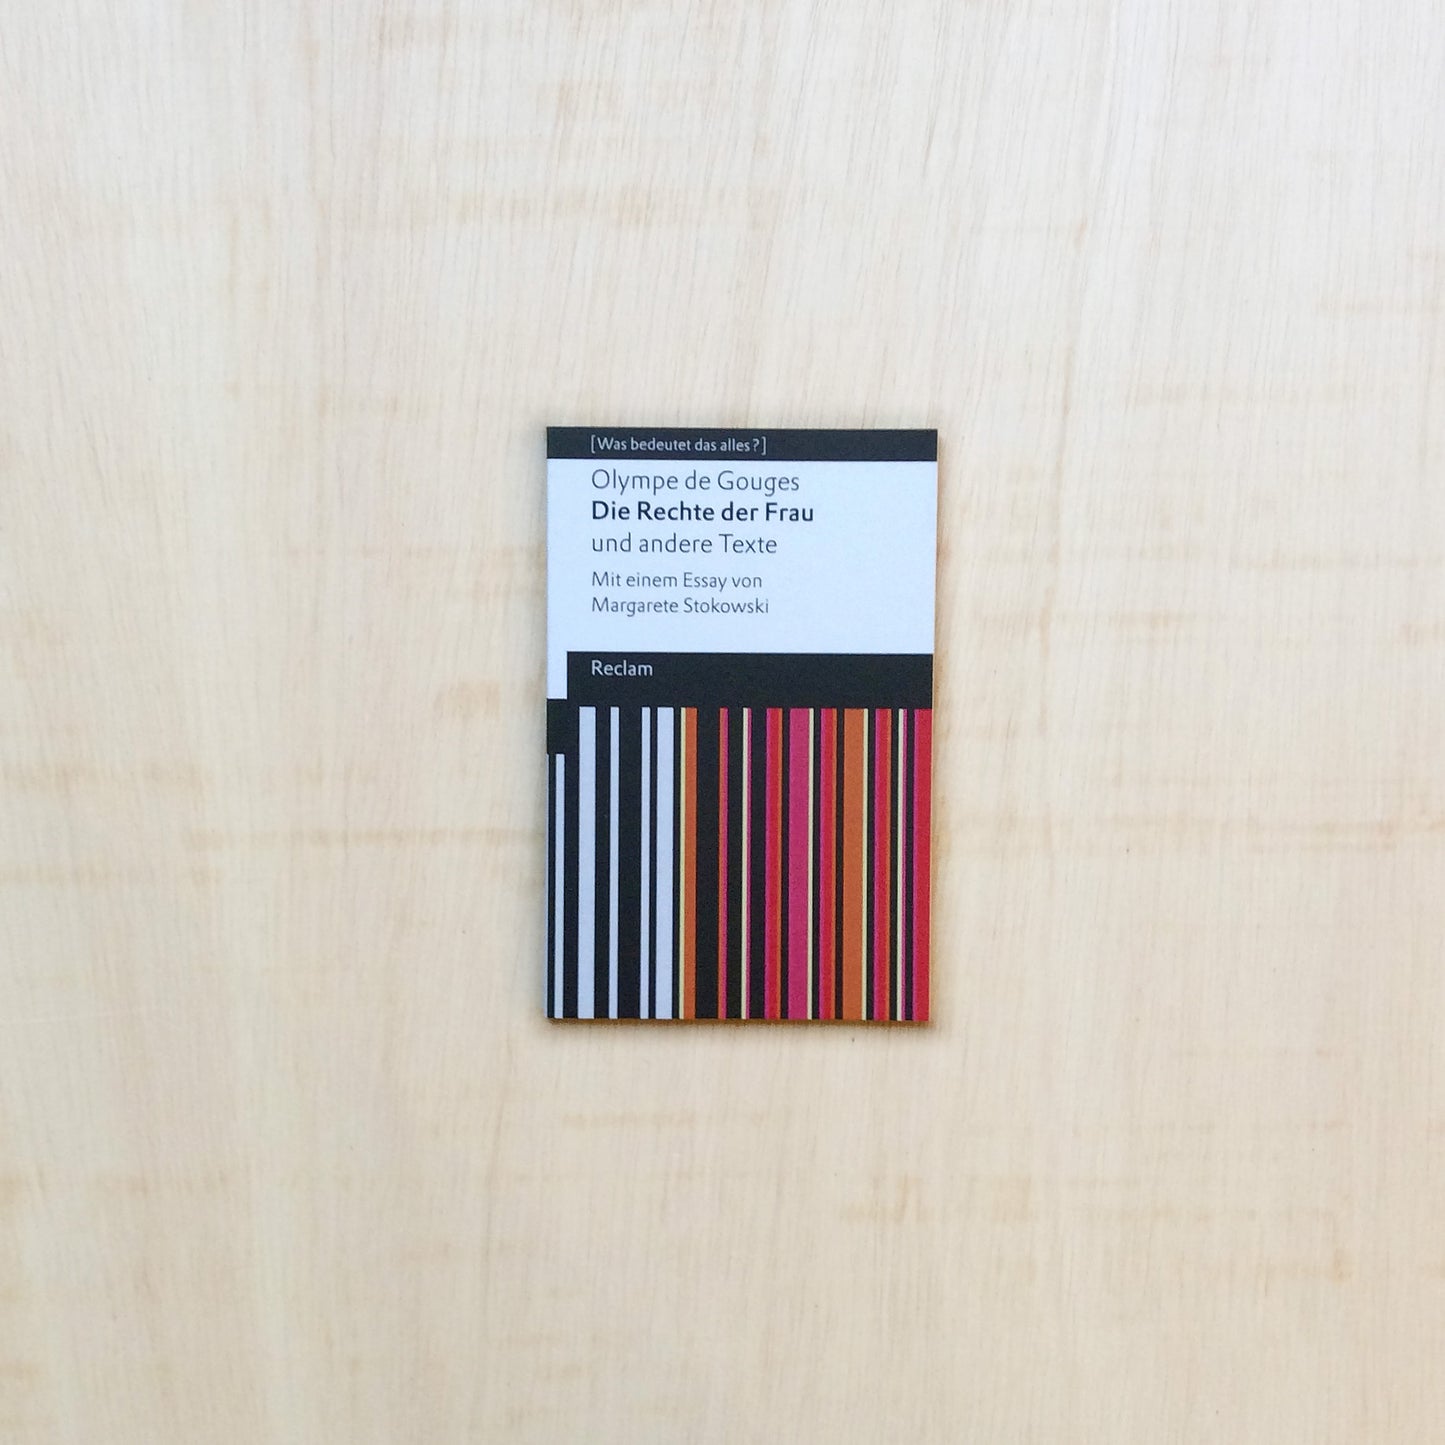 [Was bedeutet das alles?]
Olympe de Gouges
Die Rechte der Frau
und andere Texte
Mit einem Essay von
Margarete Stokowski
Reclam